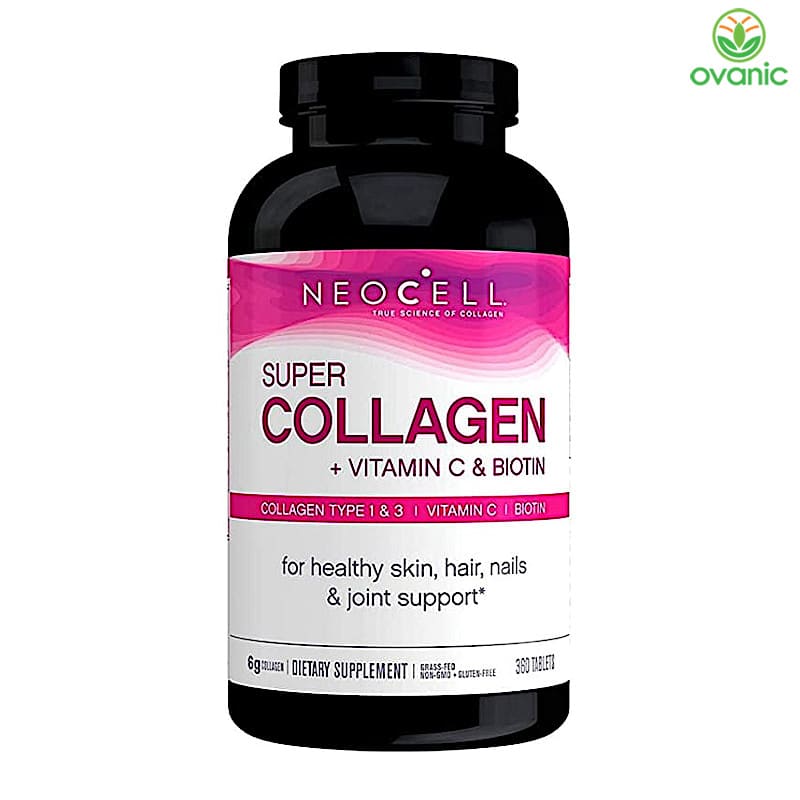 ovanic
NEOCELL
TRUE SCIENCE OF COLLAGEN
SUPER
COLLAGEN
+ VITAMIN C & BIOTIN
COLLAGEN TYPE 1 & 3 | VITAMIN C | BIOTIN
for healthy skin, hair, nails
& joint support*
6g COLLAGEN | DIETARY SUPPLEMENT | GRASS-FED
NON-GMO • GLUTEN-FREE
360 TABLETS